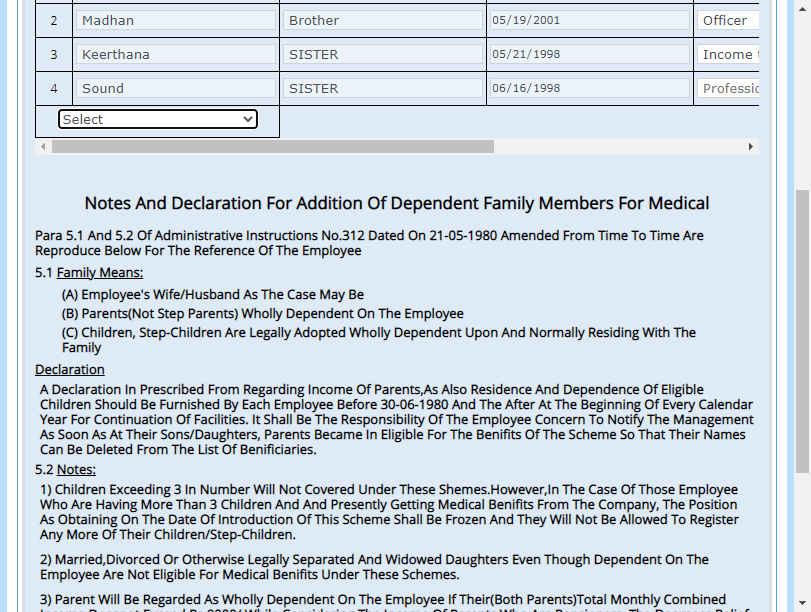 2 Madhan Brother 05/19/2001 Officer
3 Keerthana SISTER 05/21/1998 Income
4 Sound SISTER 06/16/1998
Select
Notes And Declaration For Addition Of Dependent Family Members For Medical
Para 5.1 And 5.2 Of Administrative Instructions No.312 Dated On 21-05-1980 Amended From Time To Time Are
Reproduce Below For The Reference Of The Employee
5.1 Family Means:
(A) Employee's Wife/Husband As The Case May Be
(B) Parents(Not Step Parents) Wholly Dependent On The Employee
(C) Children, Step-Children Are Legally Adopted Wholly Dependent Upon And Normally Residing With The
Family
Declaration
A Declaration In Prescribed From Regarding Income Of Parents,As Also Residence And Dependence Of Eligible
Children Should Be Furnished By Each Employee Before 30-06-1980 And The After At The Beginning Of Every Calendar
Year For Continuation Of Facilities. It Shall Be The Responsibility Of The Employee Concern To Notify The Management
As Soon As At Their Sons/Daughters, Parents Became In Eligible For The Benifits Of The Scheme So That Their Names
Can Be Deleted From The List Of Benificiaries.
5.2 Notes:
1) Children Exceeding 3 In Number Will Not Covered Under These Shemes.However,In The Case Of Those Employee
Who Are Having More Than 3 Children And And Presently Getting Medical Benifits From The Company, The Position
As Obtaining On The Date Of Introduction Of This Scheme Shall Be Frozen And They Will Not Be Allowed To Register
Any More Of Their Children/Step-Children.
2) Married,Divorced Or Otherwise Legally Separated And Widowed Daughters Even Though Dependent On The
Employee Are Not Eligible For Medical Benifits Under These Schemes.
3) Parent Will Be Regarded As Wholly Dependent On The Employee If Their(Both Parents)Total Monthly Combined